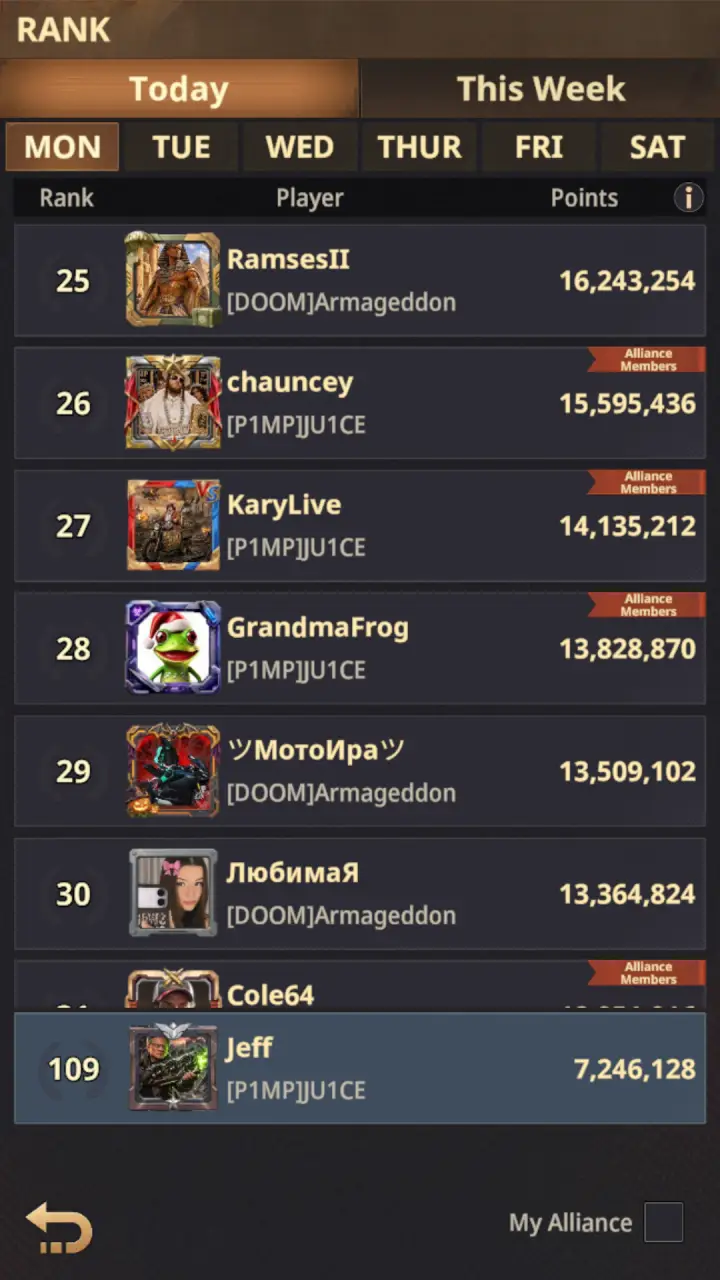 RANK
Today
This Week
MON
TUE
WED
THUR
FRI
SAT
Rank
Player
Points
25
RamsesII
[DOOM]Armageddon
16,243,254
26
chauncey
[P1MP]JU1CE
Alliance
Members
15,595,436
27
KaryLive
[P1MP]JU1CE
Alliance
Members
14,135,212
28
GrandmaFrog
[P1MP]JU1CE
Alliance
Members
13,828,870
29
ツМотоИраツ
[DOOM]Armageddon
13,509,102
30
ЛюбимаЯ
[DOOM]Armageddon
13,364,824
Cole64
Alliance
Members
109
Jeff
[P1MP]JU1CE
7,246,128
My Alliance